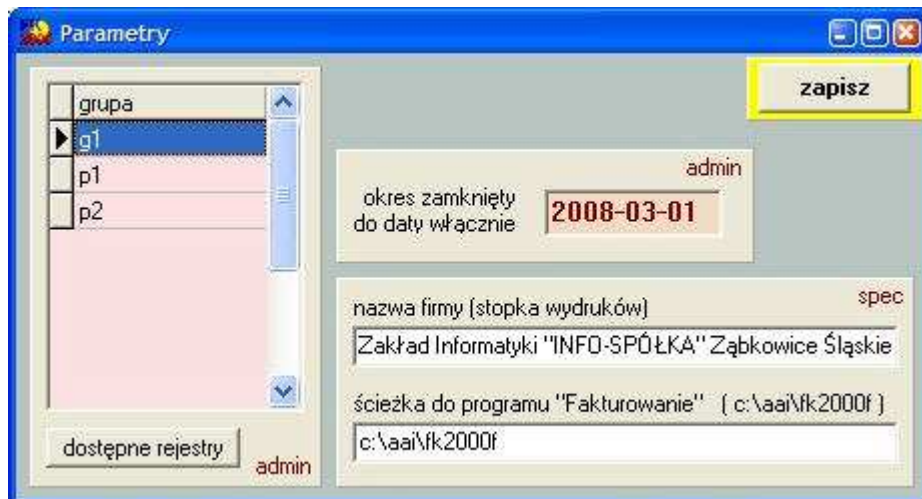 Parametry
zapisz
grupa
g1
p1
p2
dostępne rejestry
admin
admin
okres zamknięty
do daty włącznie
2008-03-01
spec
nazwa firmy (stopka wydruków)
Zakład Informatyki "INFO-SPÓŁKA" Ząbkowice Śląskie
ścieżka do programu "Fakturowanie" ( c:\aai\fk2000f )
c:\aai\fk2000f